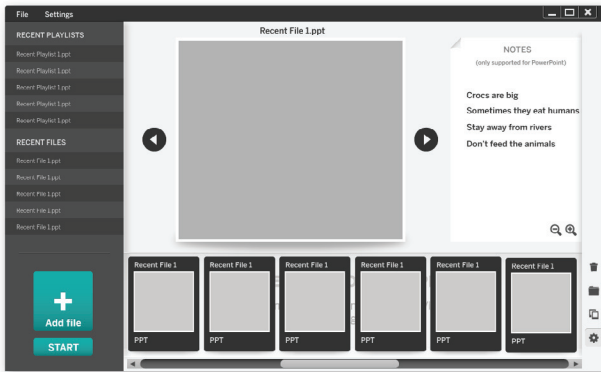 File Settings
RECENT PLAYLISTS
Recent Playlist 1.ppt
Recent Playlist 1.ppt
Recent Playlist 1.ppt
Recent Playlist 1.ppt
Recent Playlist 1.ppt
RECENT FILES
Recent File 1.ppt
Recent File 1.ppt
Recent File 1.ppt
Recent File 1.ppt
Recent File 1.ppt
Add file
START
Recent File 1.ppt
NOTES
(only supported for PowerPoint)
Crocs are big
Sometimes they eat humans
Stay away from rivers
Don't feed the animals
Recent File 1 Recent File 1 Recent File 1 Recent File 1 Recent File 1 Recent File 1
PPT PPT PPT PPT PPT PPT